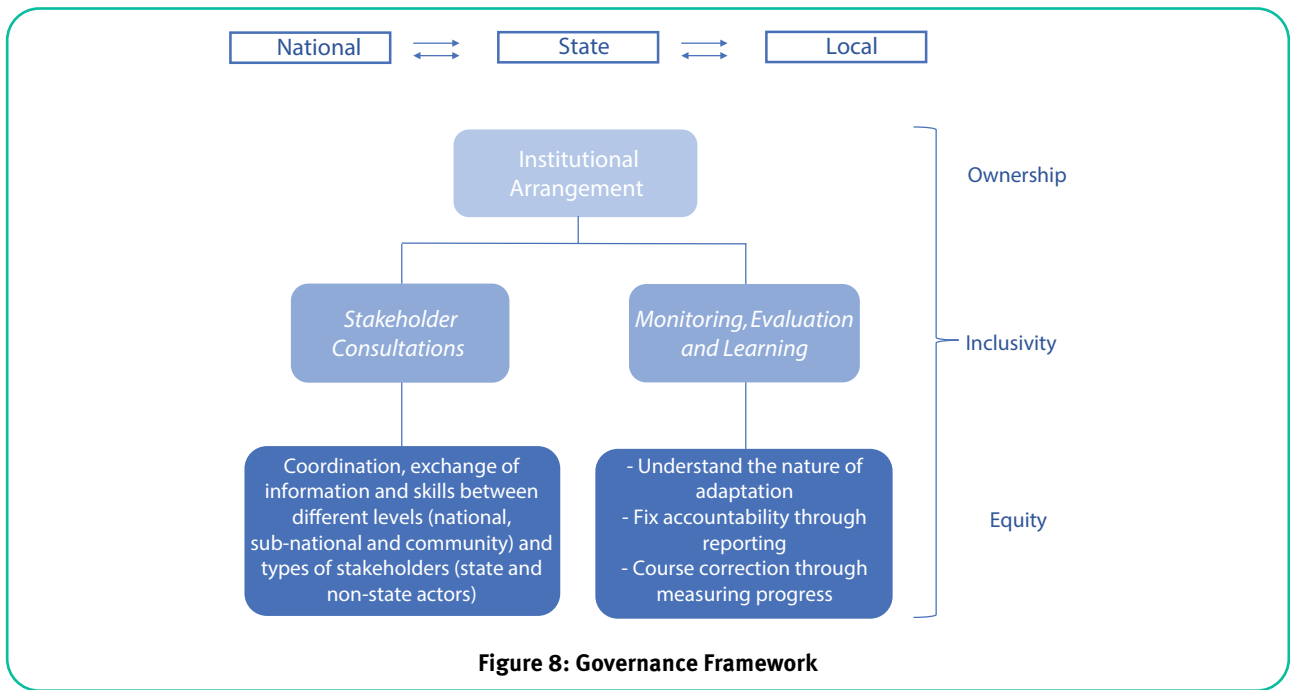 National
State
Local
Institutional
Arrangement
Ownership
Stakeholder
Consultations
Monitoring, Evaluation
and Learning
Inclusivity
Coordination, exchange of
information and skills between
different levels (national,
sub-national and community) and
types of stakeholders (state and
non-state actors)
- Understand the nature of
adaptation
- Fix accountability through
reporting
- Course correction through
measuring progress
Equity
Figure 8: Governance Framework